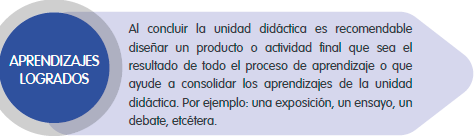 APRENDIZAJES
LOGRADOS
Al concluir la unidad didáctica es recomendable
diseñar un producto o actividad final que sea el
resultado de todo el proceso de aprendizaje o que
ayude a consolidar los aprendizajes de la unidad
didáctica. Por ejemplo: una exposición, un ensayo, un
debate, etcétera.